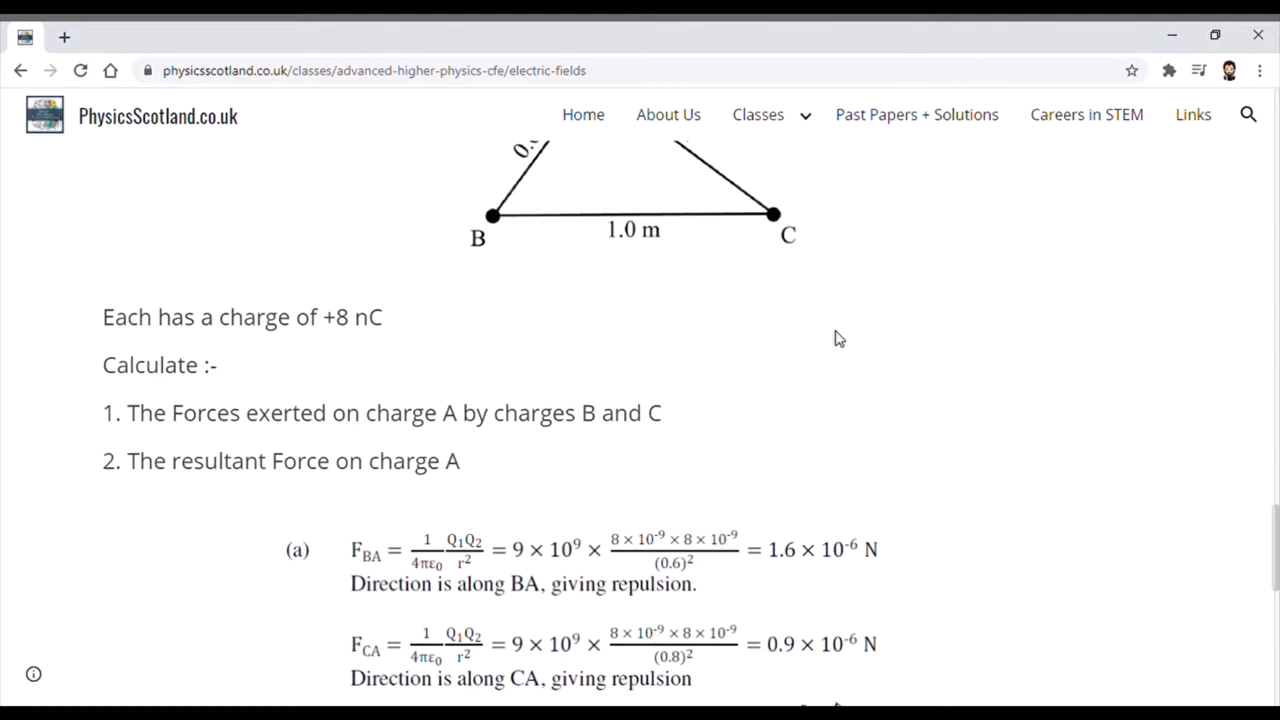 physicsscotland.co.uk/classes/advanced-higher-physics-cfe/electric-fields
PhysicsScotland.co.uk
Home About Us Classes Past Papers + Solutions Careers in STEM Links
B
1.0 m
C
Each has a charge of +8 nC
Calculate :-
1. The Forces exerted on charge A by charges B and C
2. The resultant Force on charge A
(a) F_BA = 1/4πε₀ Q₁Q₂/r² = 9 × 10⁹ × 8 × 10⁻⁹ × 8 × 10⁻⁹/(0.6)² = 1.6 × 10⁻⁶ N
Direction is along BA, giving repulsion.
F_CA = 1/4πε₀ Q₁Q₂/r² = 9 × 10⁹ × 8 × 10⁻⁹ × 8 × 10⁻⁹/(0.8)² = 0.9 × 10⁻⁶ N
Direction is along CA, giving repulsion